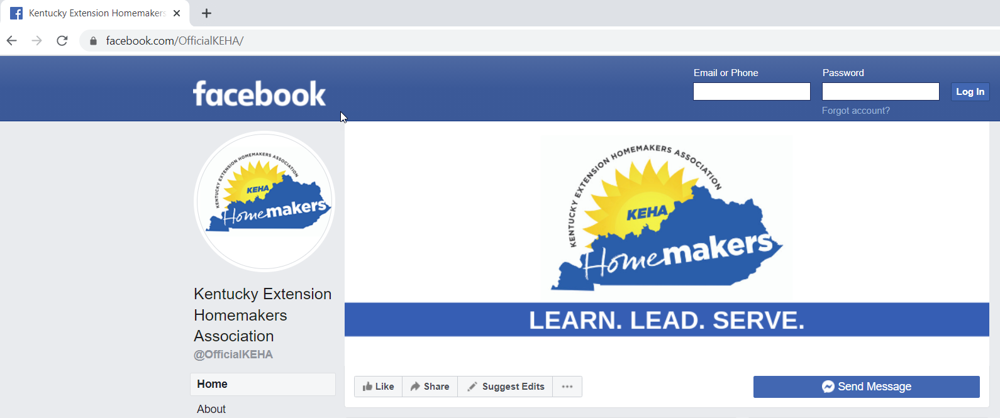 Kentucky Extension Homemakers
facebook.com/OfficialKEHA/
facebook
Email or Phone
Password
Log In
Forgot account?
KENTUCKY EXTENSION HOMEMAKERS ASSOCIATION
KEHA
Homemakers
KENTUCKY EXTENSION HOMEMAKERS ASSOCIATION
KEHA
Homemakers
LEARN. LEAD. SERVE.
Kentucky Extension
Homemakers
Association
@OfficialKEHA
Home
About
Like
Share
Suggest Edits
Send Message